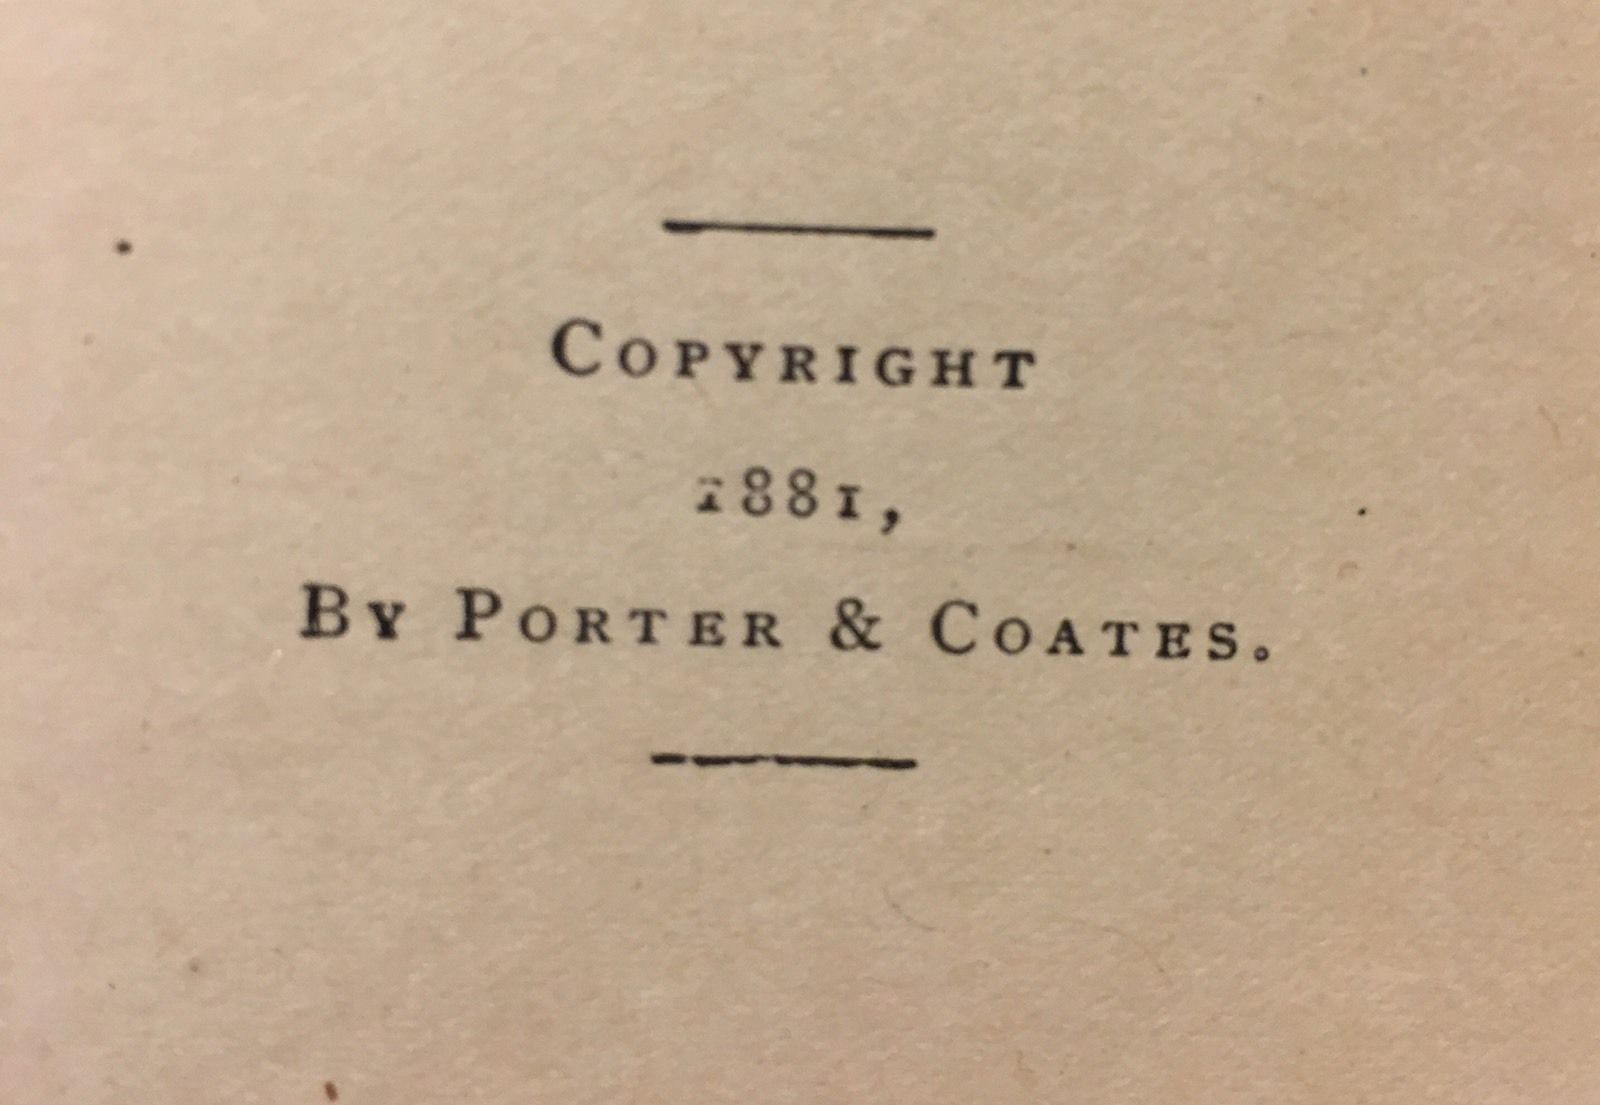 COPYRIGHT
1881,
BY PORTER & COATES.